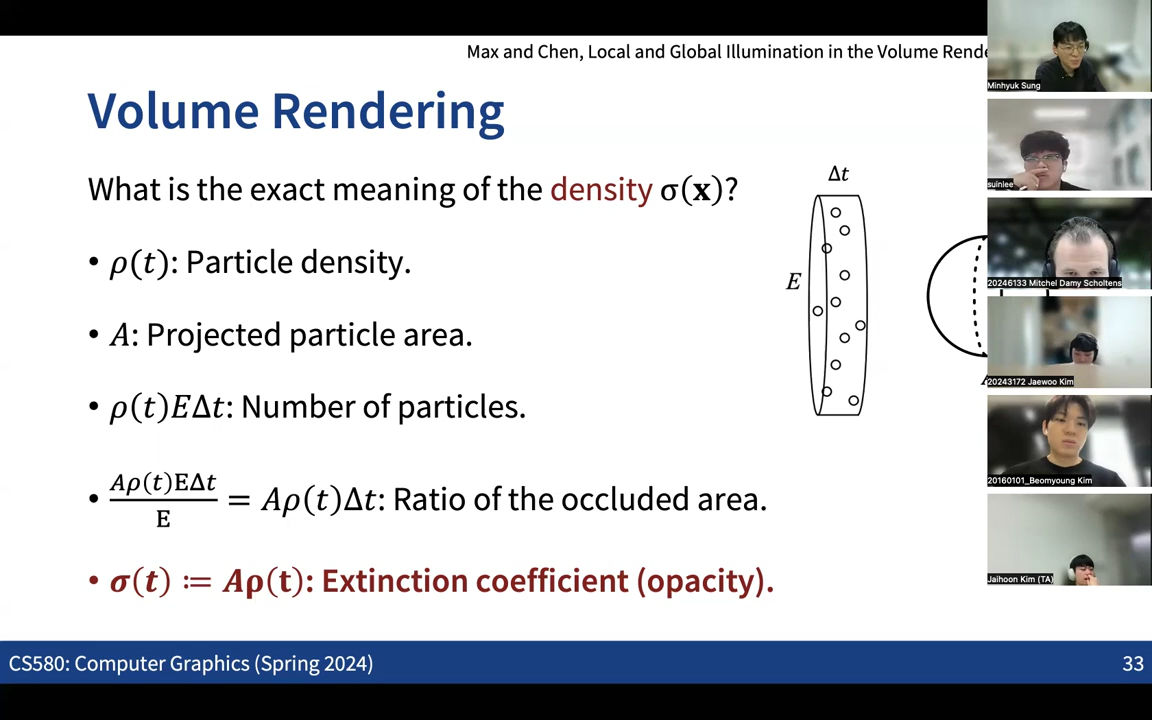 Max and Chen, Local and Global Illumination in the Volume
Volume Rendering
What is the exact meaning of the density σ(𝐱)?
Δt
E
• ρ(t): Particle density.
• A: Projected particle area.
• ρ(t)EΔt: Number of particles.
• Aρ(t)EΔt/E = Aρ(t)Δt: Ratio of the occluded area.
• σ(t) ≔ Aρ(t): Extinction coefficient (opacity).
CS580: Computer Graphics (Spring 2024)
33
Minhyuk Sung
suinlee
20246133 Mitchel Damy Scholtens
20243172 Jaewoo Kim
20160101_Beomyoung Kim
Jaihoon Kim (TA)